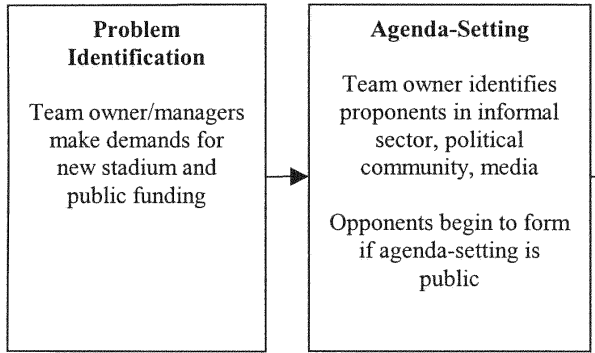 Problem
Identification
Team owner/managers
make demands for
new stadium and
public funding
Agenda-Setting
Team owner identifies
proponents in informal
sector, political
community, media
Opponents begin to form
if agenda-setting is
public